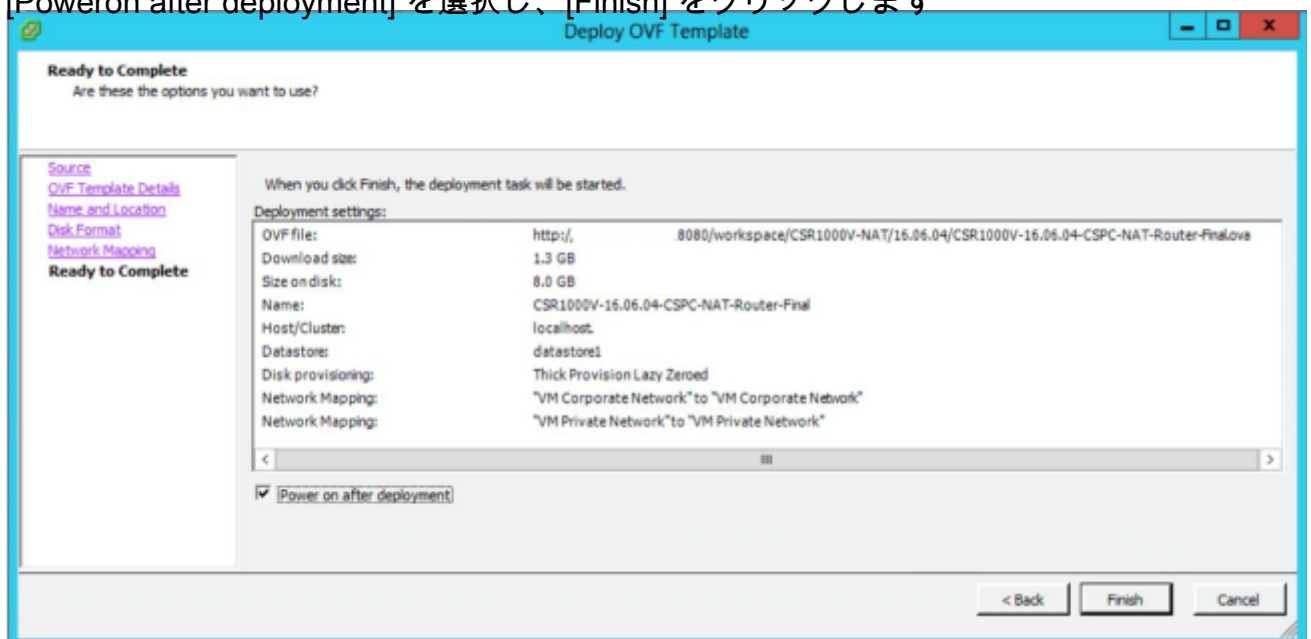 [Poweron after deployment] を選択し、[Finish] をクリックします
Deploy OVF Template
Ready to Complete
Are these the options you want to use?
Source
OVF Template Details
Name and Location
Disk Format
Network Mapping
Ready to Complete
When you click Finish, the deployment task will be started.
Deployment settings:
OVF file: http:/, .8080/workspace/CSR1000V-NAT/16.06.04/CSR1000V-16.06.04-CSPC-NAT-Router-Final.ova
Download size: 1.3 GB
Size on disk: 8.0 GB
Name: CSR1000V-16.06.04-CSPC-NAT-Router-Final
Host/Cluster: localhost.
Datastore: datastore1
Disk provisioning: Thick Provision Lazy Zeroed
Network Mapping: "VM Corporate Network" to "VM Corporate Network"
Network Mapping: "VM Private Network" to "VM Private Network"
Power on after deployment
< Back Finish Cancel